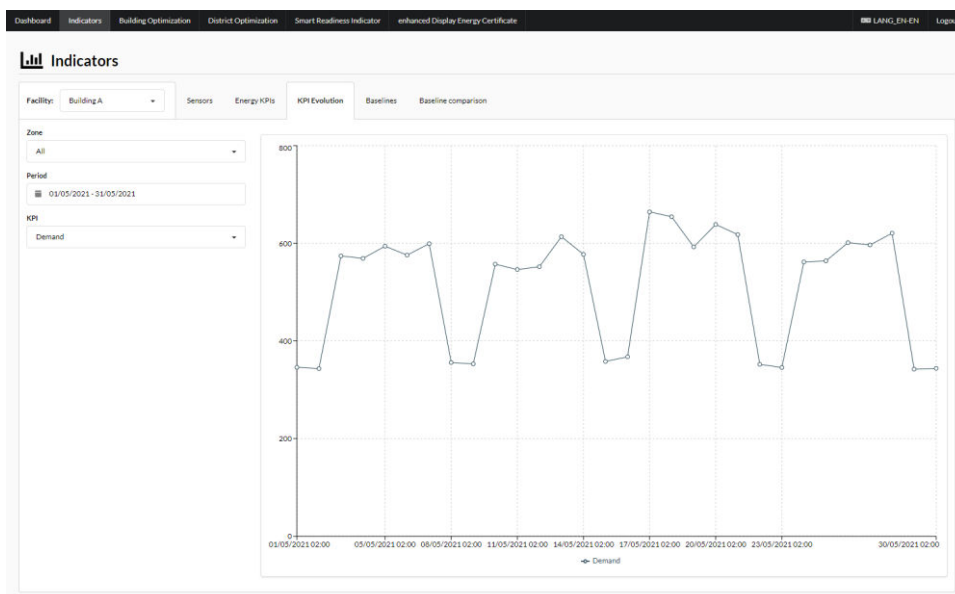 Dashboard Indicators Building Optimization District Optimization Smart Readiness Indicator enhanced Display Energy Certificate LANG_EN-EN Logou
Indicators
Facility: Building A Sensors Energy KPIs KPI Evolution Baselines Baseline comparison
Zone
All
Period
01/05/2021 - 31/05/2021
KPI
Demand
800
600
400
200
0
01/05/2021 02:00 05/05/2021 02:00 08/05/2021 02:00 11/05/2021 02:00 14/05/2021 02:00 17/05/2021 02:00 20/05/2021 02:00 23/05/2021 02:00 30/05/2021 02:00
Demand